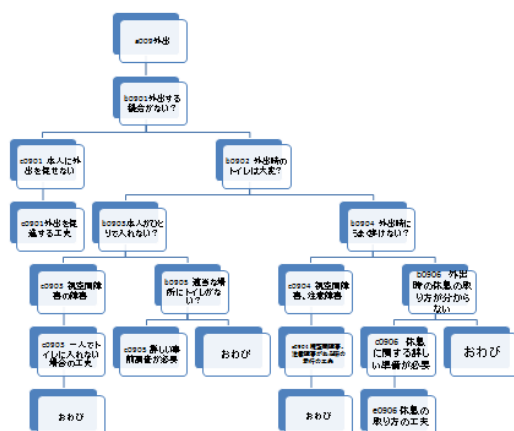 a09外出
b0901外出する
機会がない？
c0901 本人に外
出を促せない
b0902 外出時の
トイレは大変？
e0901外出を促
進する工夫
b0903本人がひと
りで入れない？
b0904 外出時に
うまく歩けない？
c0903 視空間障
害の障害
b0905 適当な場
所にトイレがな
い？
c0904 視空間障
害、注意障害
b0906 外出
時の休息の取
り方が分から
ない
e0903 一人でト
イレに入れない
場合の工夫
c0905 詳しい事
前調査が必要
おわび
c0906 休息
に関する詳し
い準備が必要
おわび
おわび
おわび
e0906 休息の
取り方の工夫